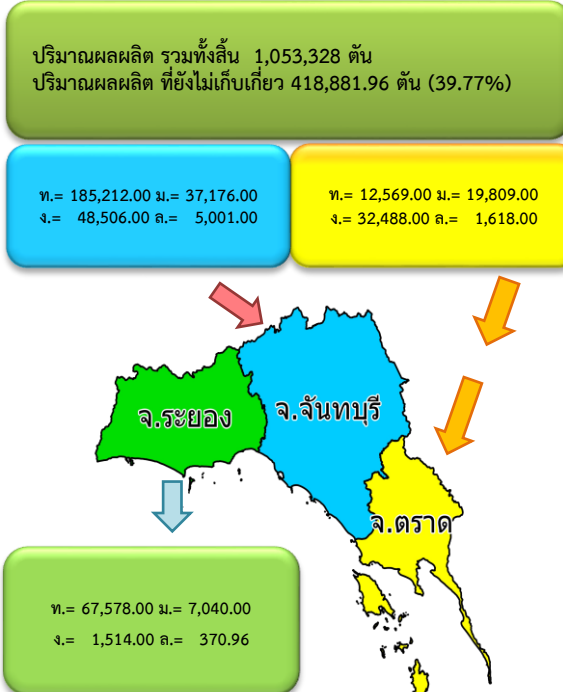 ปริมาณผลผลิต รวมทั้งสิ้น 1,053,328 ตัน
ปริมาณผลผลิต ที่ยังไม่เก็บเกี่ยว 418,881.96 ตัน (39.77%)
ท.= 185,212.00 ม.= 37,176.00
ง.= 48,506.00 ล.= 5,001.00
ท.= 12,569.00 ม.= 19,809.00
ง.= 32,488.00 ล.= 1,618.00
จ.ระยอง
จ.จันทบุรี
จ.ตราด
ท.= 67,578.00 ม.= 7,040.00
ง.= 1,514.00 ล.= 370.96